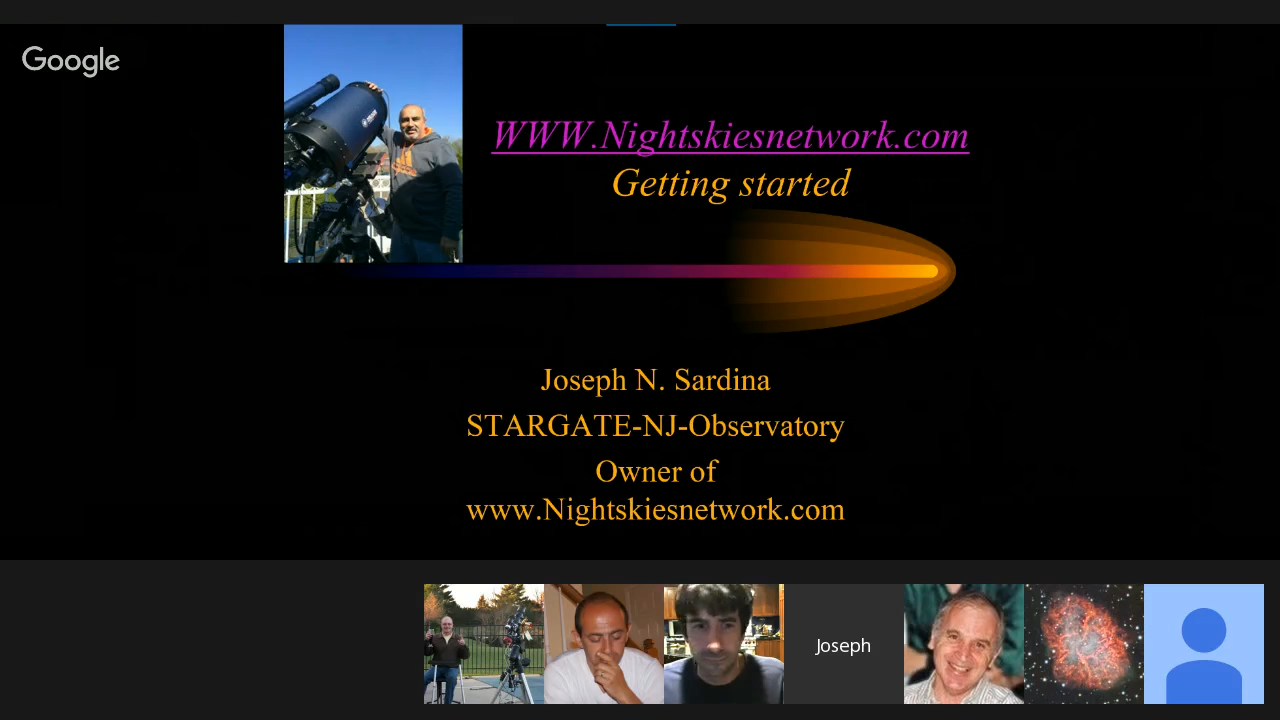 Google
WWW.Nightskiesnetwork.com
Getting started
Joseph N. Sardina
STARGATE-NJ-Observatory
Owner of
www.Nightskiesnetwork.com
Joseph